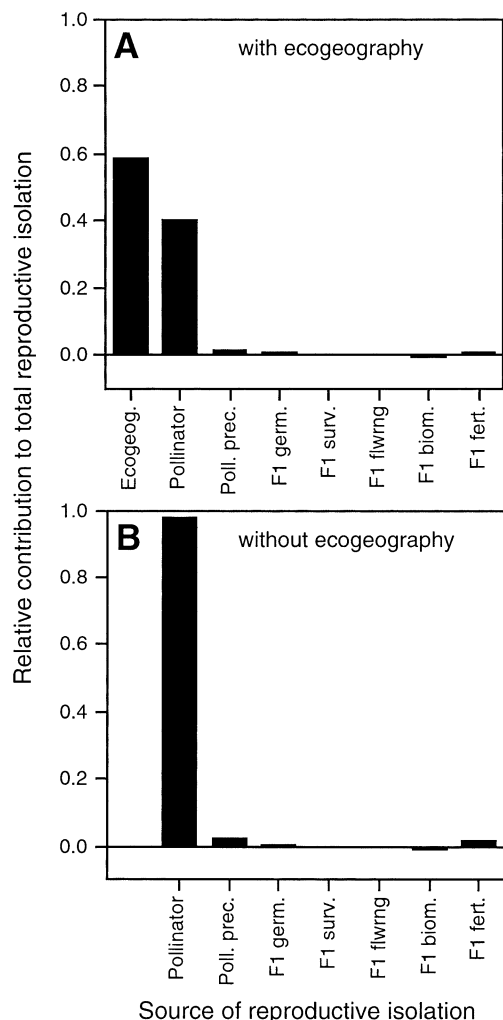 Relative contribution to total reproductive isolation
A
with ecogeography
1.0
0.8
0.6
0.4
0.2
0.0
Ecogeog.
Pollinator
Poll. prec.
F1 germ.
F1 surv.
F1 flwrng
F1 biom.
F1 fert.
B
without ecogeography
1.0
0.8
0.6
0.4
0.2
0.0
Pollinator
Poll. prec.
F1 germ.
F1 surv.
F1 flwrng
F1 biom.
F1 fert.
Source of reproductive isolation